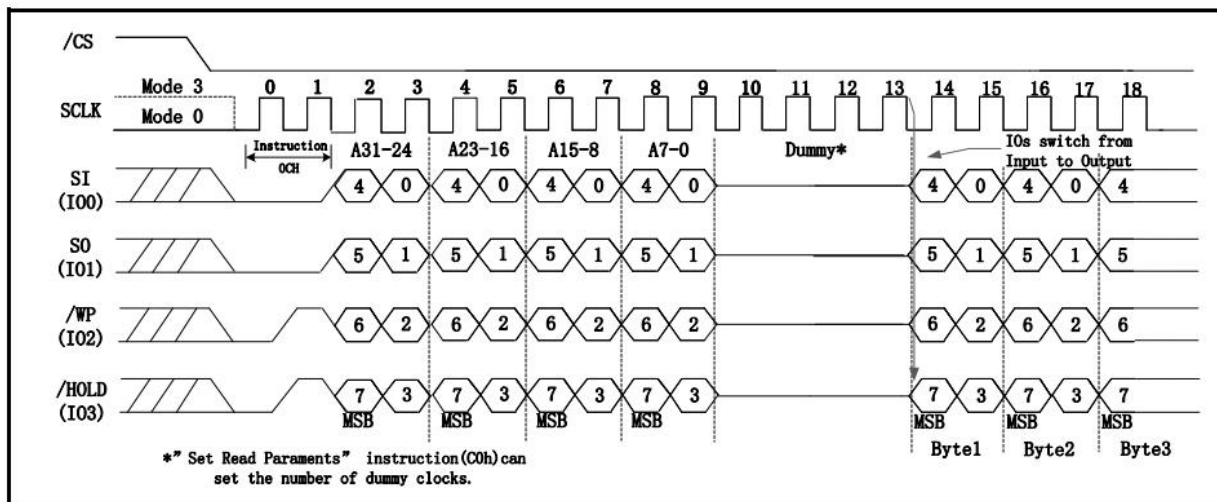 /CS
Mode 3
0 1 2 3 4 5 6 7 8 9 10 11 12 13 14 15 16 17 18
SCLK
Mode 0
Instruction
0CH
A31-24 A23-16 A15-8 A7-0 Dummy*
IOs switch from
Input to Output
SI
(IO0)
4 0 4 0 4 0 4 0 4 0 4 0 4
SO
(IO1)
5 1 5 1 5 1 5 1 5 1 5 1 5
/WP
(IO2)
6 2 6 2 6 2 6 2 6 2 6 2 6
/HOLD
(IO3)
7 3 7 3 7 3 7 3 7 3 7 3 7
MSB MSB MSB MSB MSB MSB MSB
Byte1 Byte2 Byte3
*" Set Read Paraments" instruction(C0h)can
set the number of dummy clocks.